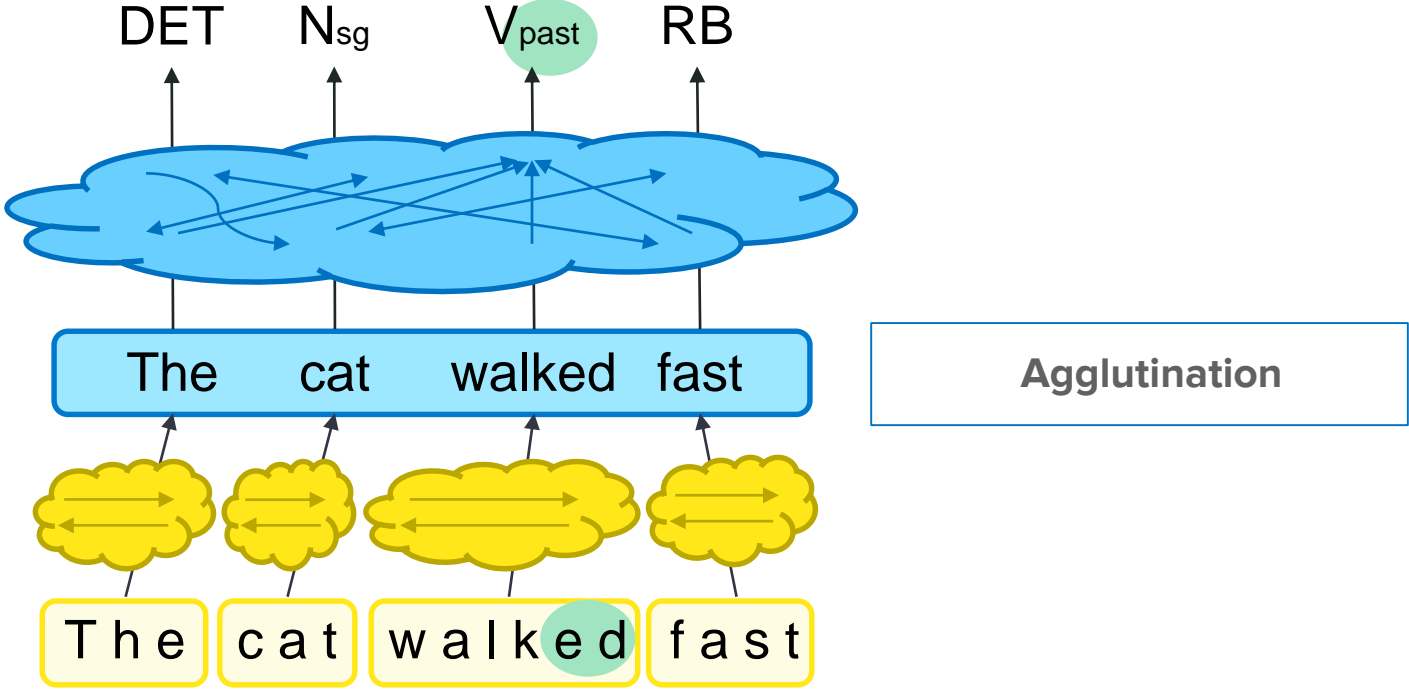 DET Nsg Vpast RB
The cat walked fast
Agglutination
T h e c a t w a l k e d f a s t